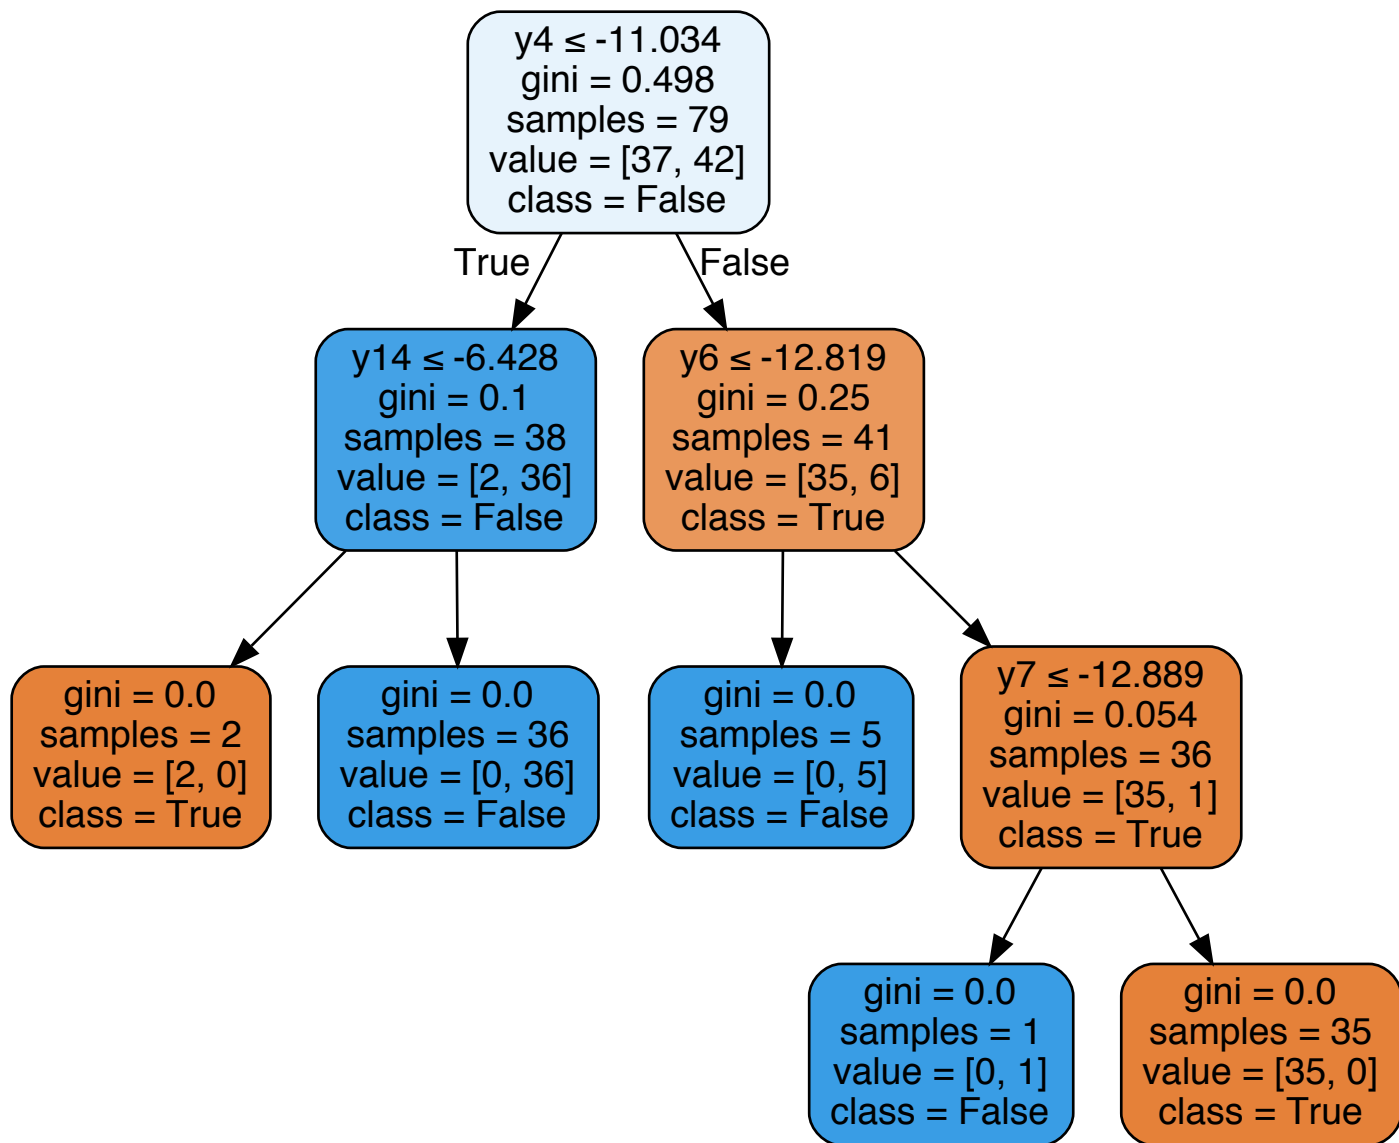 y4 ≤ -11.034
gini = 0.498
samples = 79
value = [37, 42]
class = False
True
False
y14 ≤ -6.428
gini = 0.1
samples = 38
value = [2, 36]
class = False
y6 ≤ -12.819
gini = 0.25
samples = 41
value = [35, 6]
class = True
gini = 0.0
samples = 2
value = [2, 0]
class = True
gini = 0.0
samples = 36
value = [0, 36]
class = False
gini = 0.0
samples = 5
value = [0, 5]
class = False
y7 ≤ -12.889
gini = 0.054
samples = 36
value = [35, 1]
class = True
gini = 0.0
samples = 1
value = [0, 1]
class = False
gini = 0.0
samples = 35
value = [35, 0]
class = True